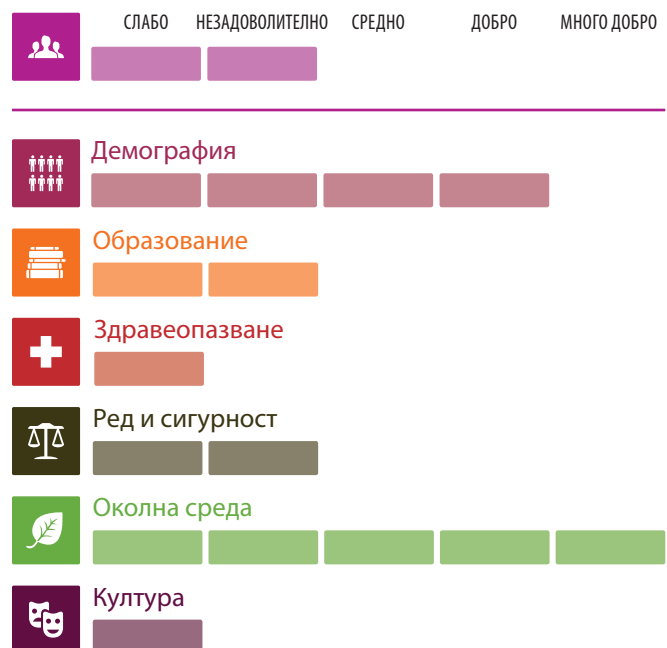 СЛАБО НЕЗАДОВОЛИТЕЛНО СРЕДНО ДОБРО МНОГО ДОБРО
Демография
Образование
Здравеопазване
Ред и сигурност
Околна среда
Култура